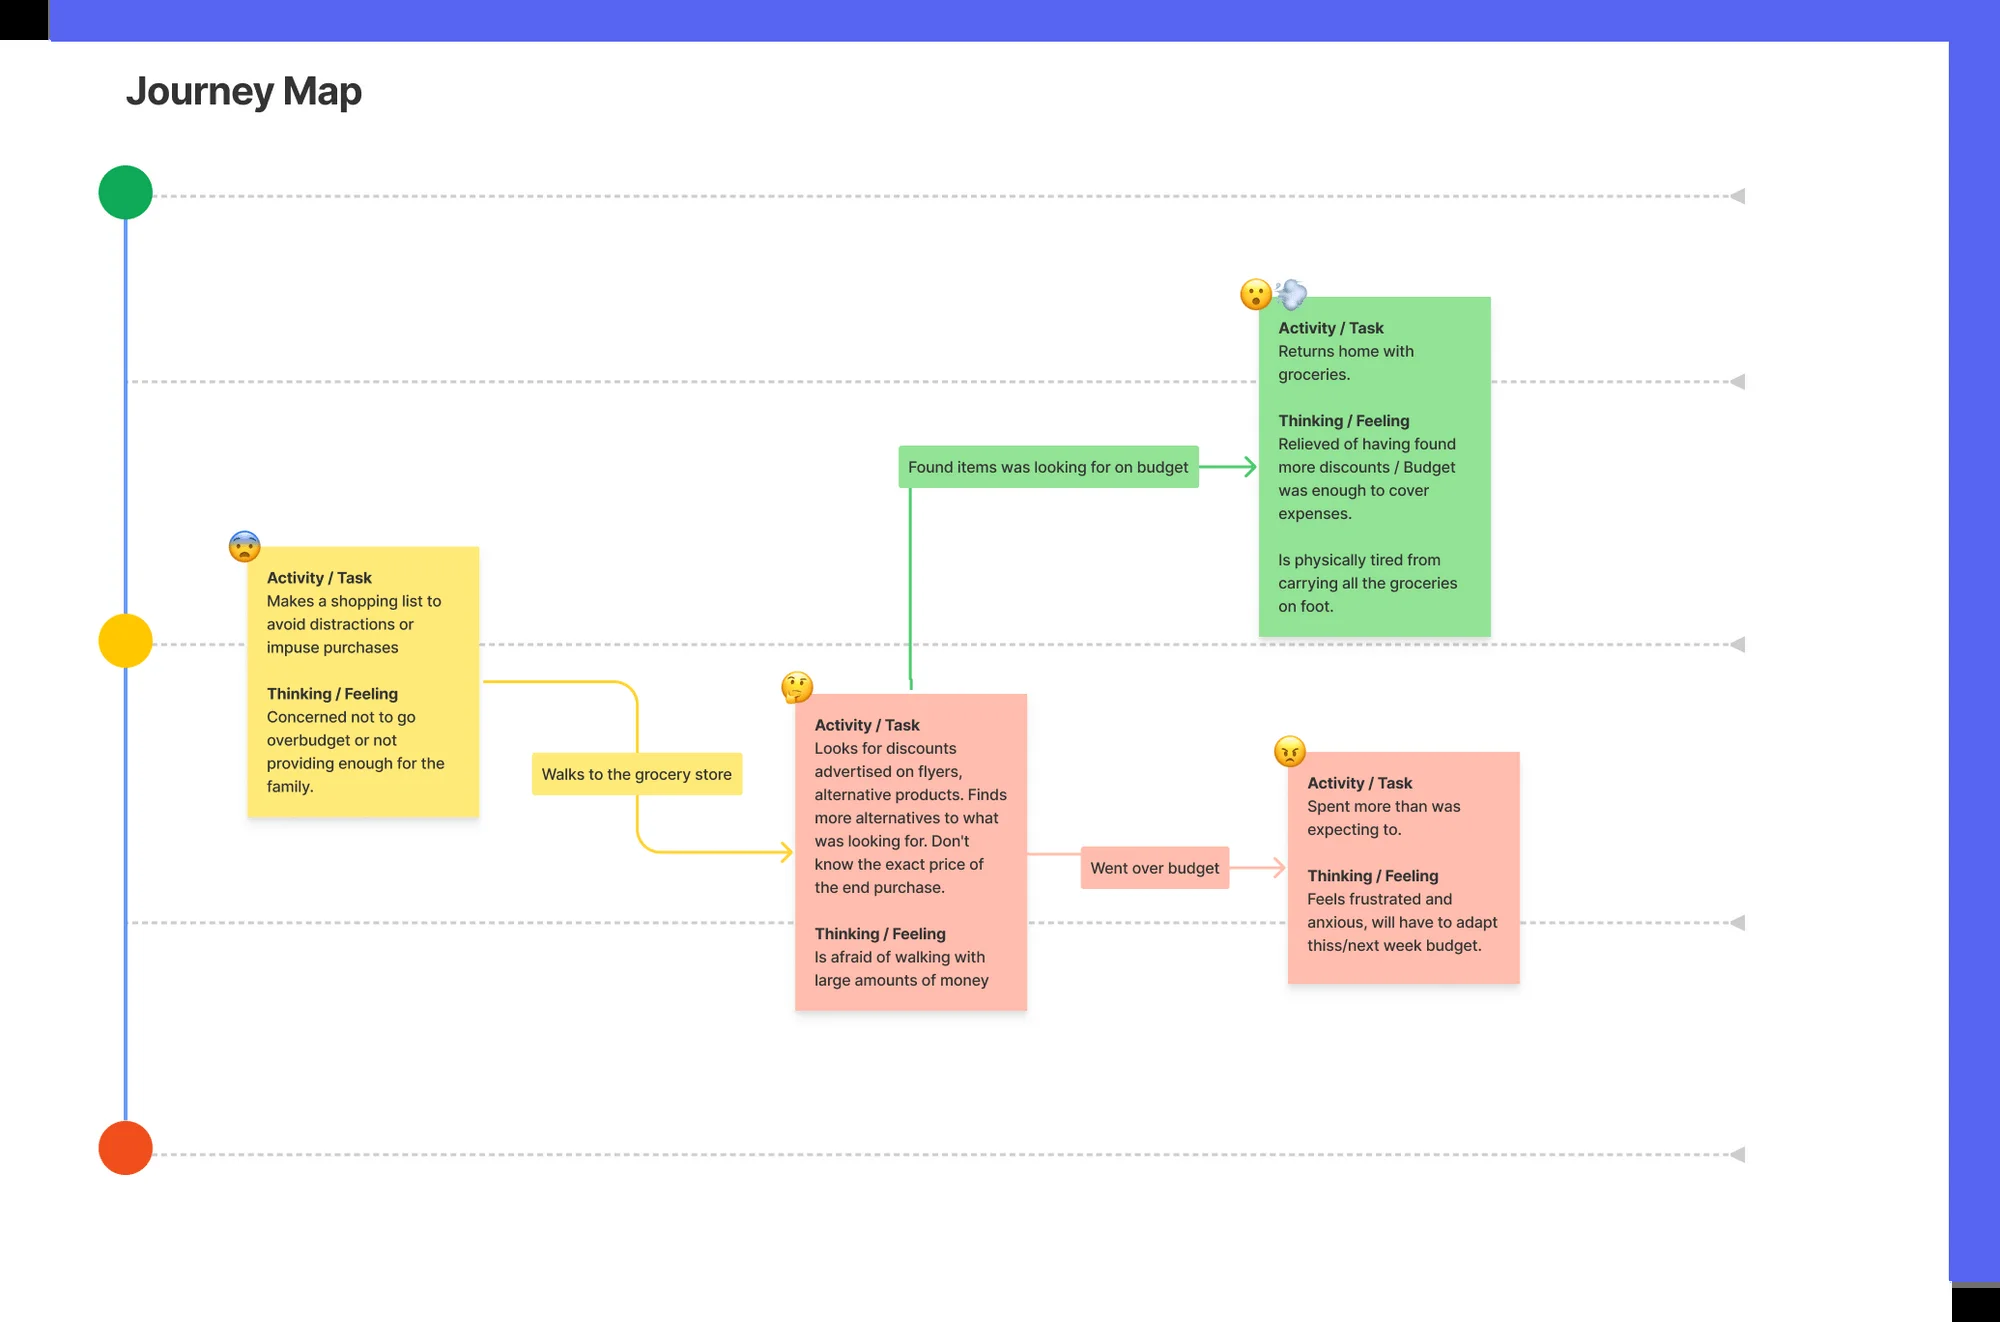 Journey Map
Activity / Task
Makes a shopping list to
avoid distractions or
impuse purchases
Thinking / Feeling
Concerned not to go
overbudget or not
providing enough for the
family.
Walks to the grocery store
Activity / Task
Looks for discounts
advertised on flyers,
alternative products. Finds
more alternatives to what
was looking for. Don't
know the exact price of
the end purchase.
Thinking / Feeling
Is afraid of walking with
large amounts of money
Found items was looking for on budget
Activity / Task
Returns home with
groceries.
Thinking / Feeling
Relieved of having found
more discounts / Budget
was enough to cover
expenses.
Is physically tired from
carrying all the groceries
on foot.
Went over budget
Activity / Task
Spent more than was
expecting to.
Thinking / Feeling
Feels frustrated and
anxious, will have to adapt
thiss/next week budget.